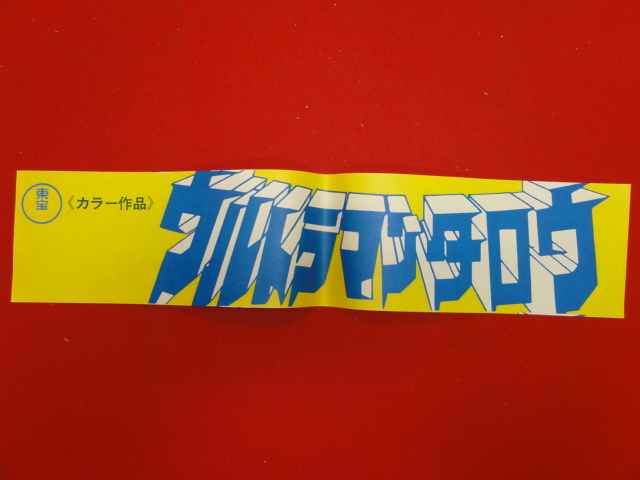 東宝
《カラー作品》
ウルトラマンタロウ